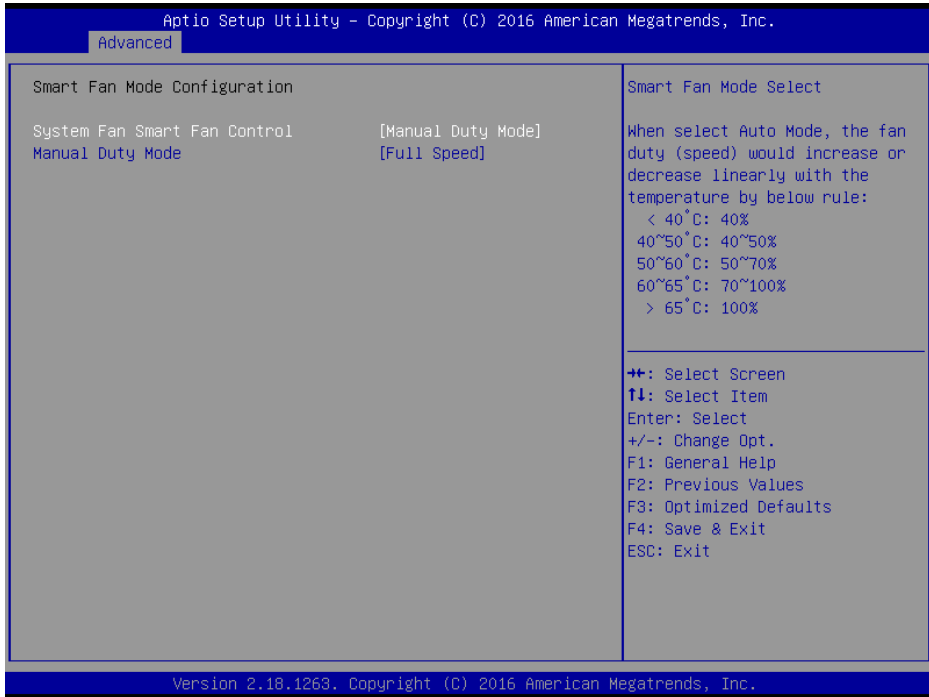 Aptio Setup Utility – Copyright (C) 2016 American Megatrends, Inc.
Advanced
Smart Fan Mode Configuration
System Fan Smart Fan Control [Manual Duty Mode]
Manual Duty Mode [Full Speed]
Smart Fan Mode Select
When select Auto Mode, the fan
duty (speed) would increase or
decrease linearly with the
temperature by below rule:
< 40°C: 40%
40~50°C: 40~50%
50~60°C: 50~70%
60~65°C: 70~100%
> 65°C: 100%
→←: Select Screen
↑↓: Select Item
Enter: Select
+/-: Change Opt.
F1: General Help
F2: Previous Values
F3: Optimized Defaults
F4: Save & Exit
ESC: Exit
Version 2.18.1263. Copyright (C) 2016 American Megatrends, Inc.